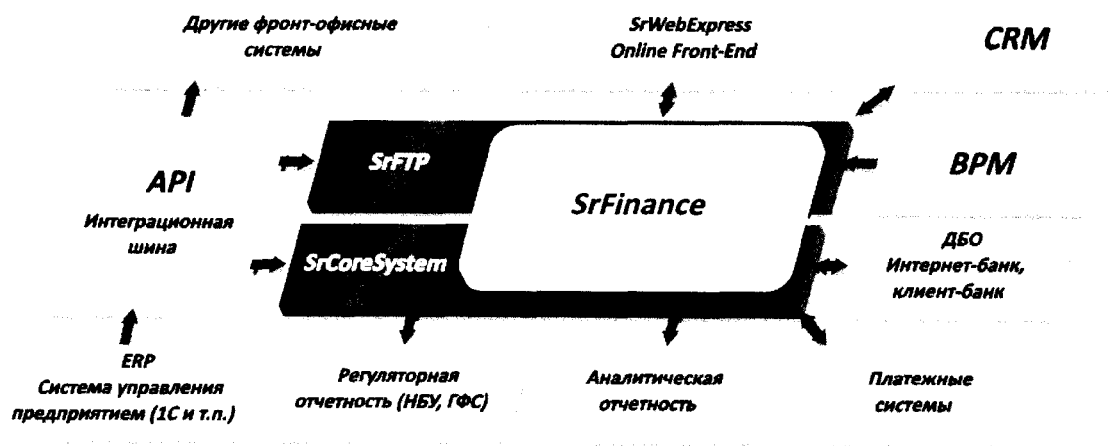 Другие фронт-офисные
системы
SrWebExpress
Online Front-End
CRM
SrFTP
API
Интеграционная
шина
SrFinance
BPM
SrCoreSystem
ДБО
Интернет-банк,
клиент-банк
ERP
Система управления
предприятием (1С и т.п.)
Регуляторная
отчетность (НБУ, ГФС)
Аналитическая
отчетность
Платежные
системы